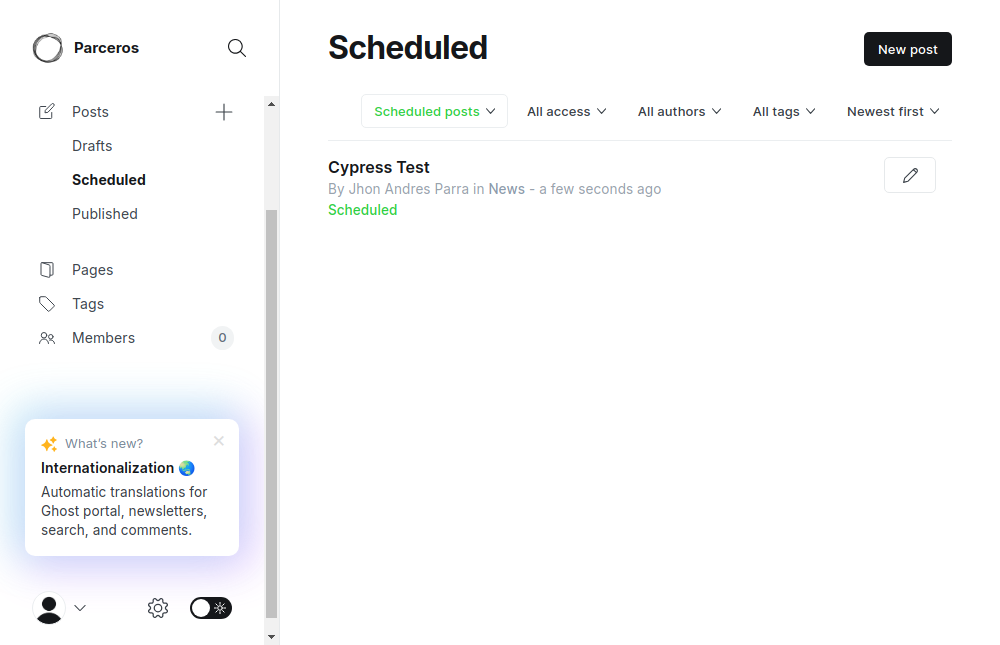 Parceros
Posts
Drafts
Scheduled
Published
Pages
Tags
Members 0
What's new?
Internationalization 🌏
Automatic translations for
Ghost portal, newsletters,
search, and comments.
Scheduled
New post
Scheduled posts All access All authors All tags Newest first
Cypress Test
By Jhon Andres Parra in News - a few seconds ago
Scheduled